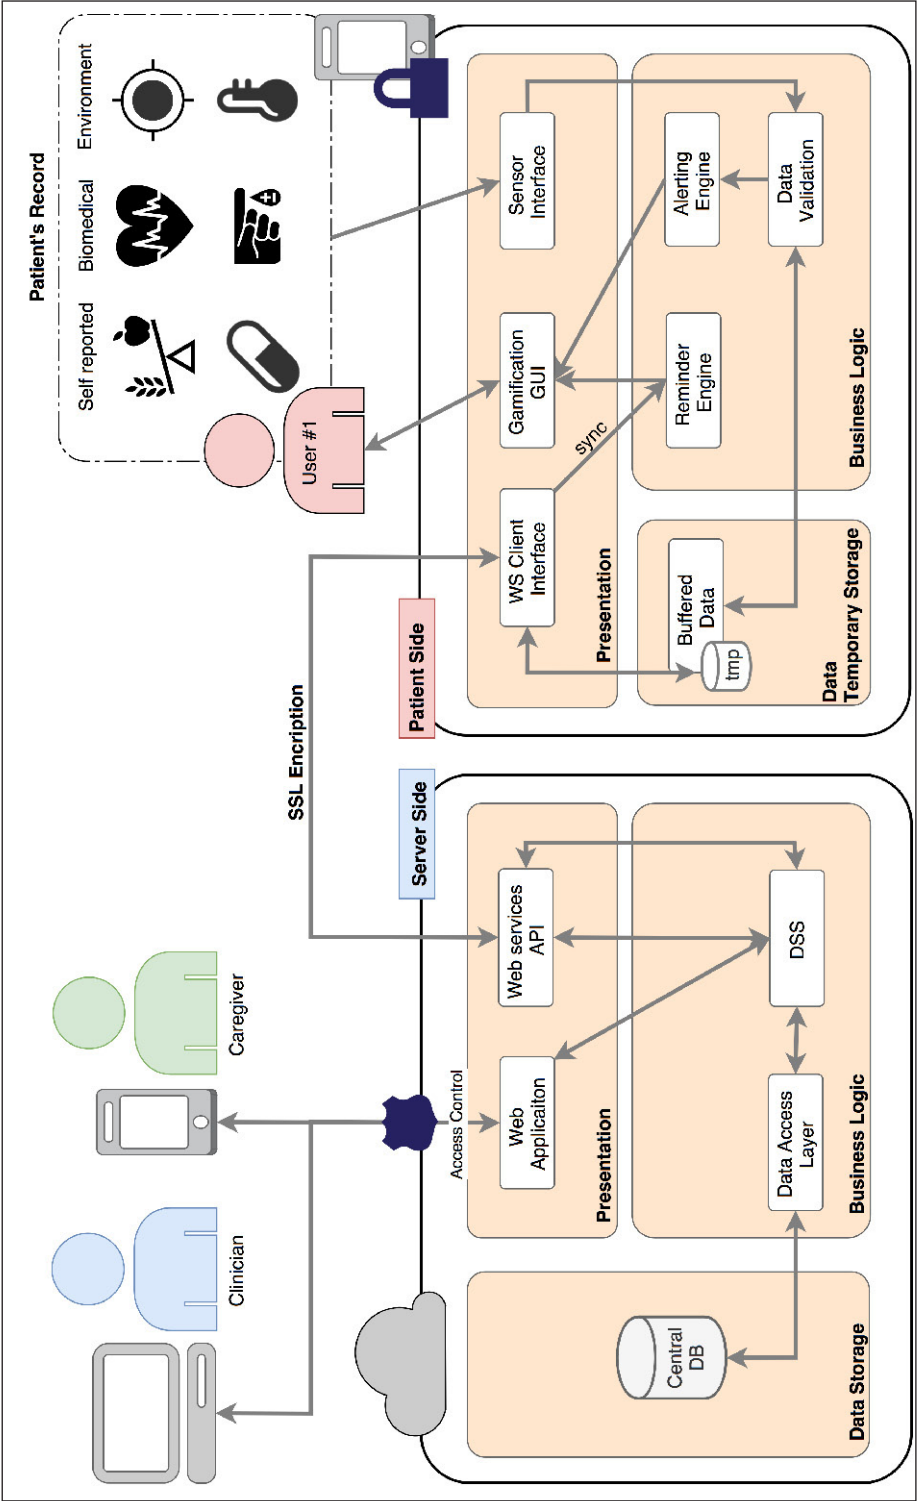 Patient's Record
Self reported
Biomedical
Environment
User #1
Clinician
Caregiver
SSL Encription
Access Control
Server Side
Patient Side
Web
Applicaiton
Web services
API
Presentation
Data Access
Layer
DSS
Business Logic
Central
DB
Data Storage
WS Client
Interface
Gamification
GUI
Sensor
Interface
sync
Presentation
Buffered
Data
tmp
Data
Temporary Storage
Reminder
Engine
Alerting
Engine
Data
Validation
Business Logic